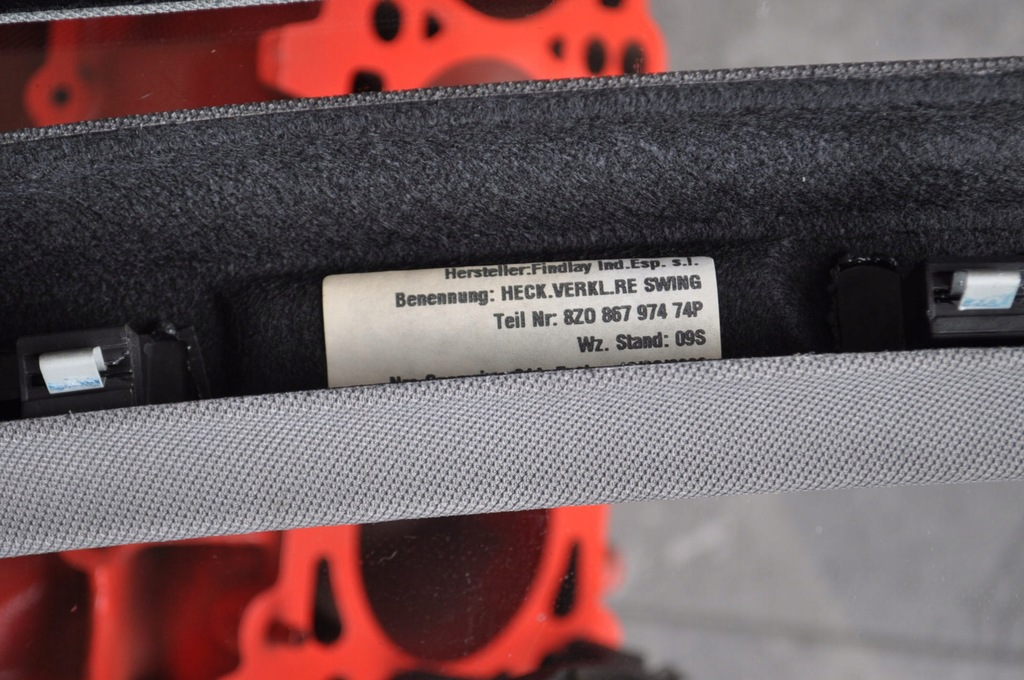 Hersteller:Findlay Ind.Esp. s.l.
Benennung: HECK.VERKL.RE SWING
Teil Nr: 8Z0 867 974 74P
Wz. Stand: 09S